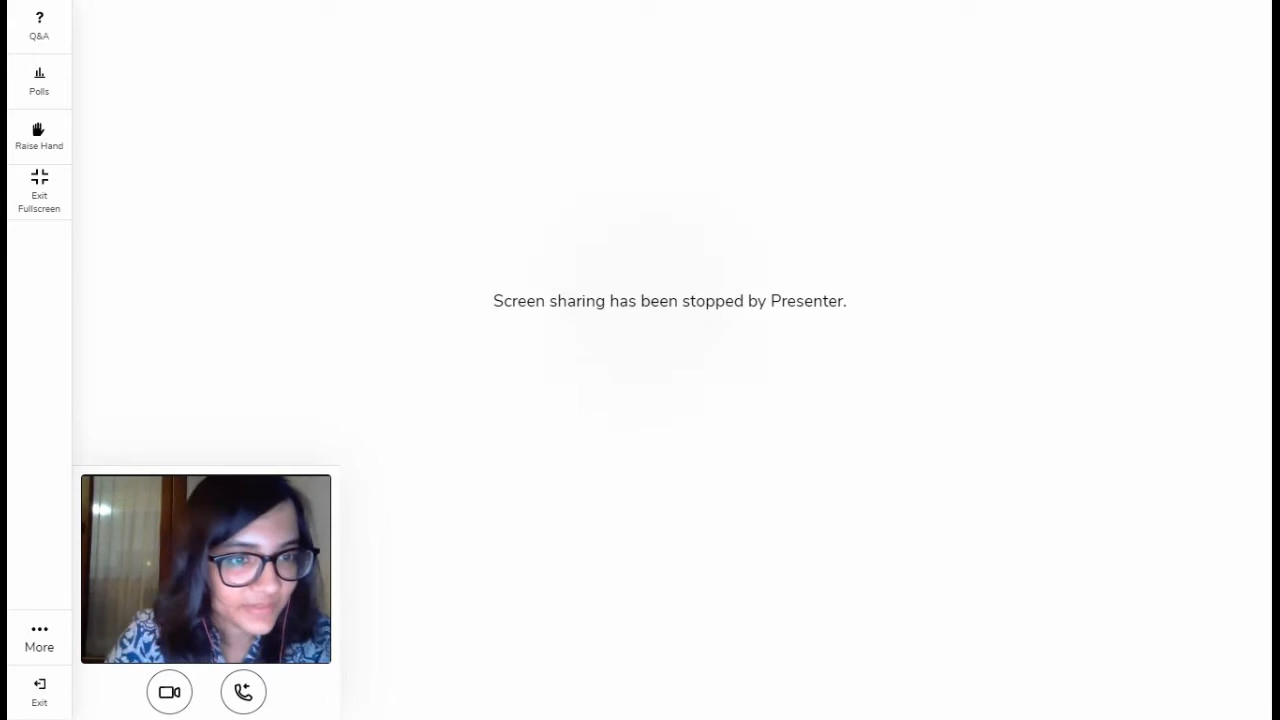 ?
Q&A
Polls
Raise Hand
Exit
Fullscreen
Screen sharing has been stopped by Presenter.
More
Exit